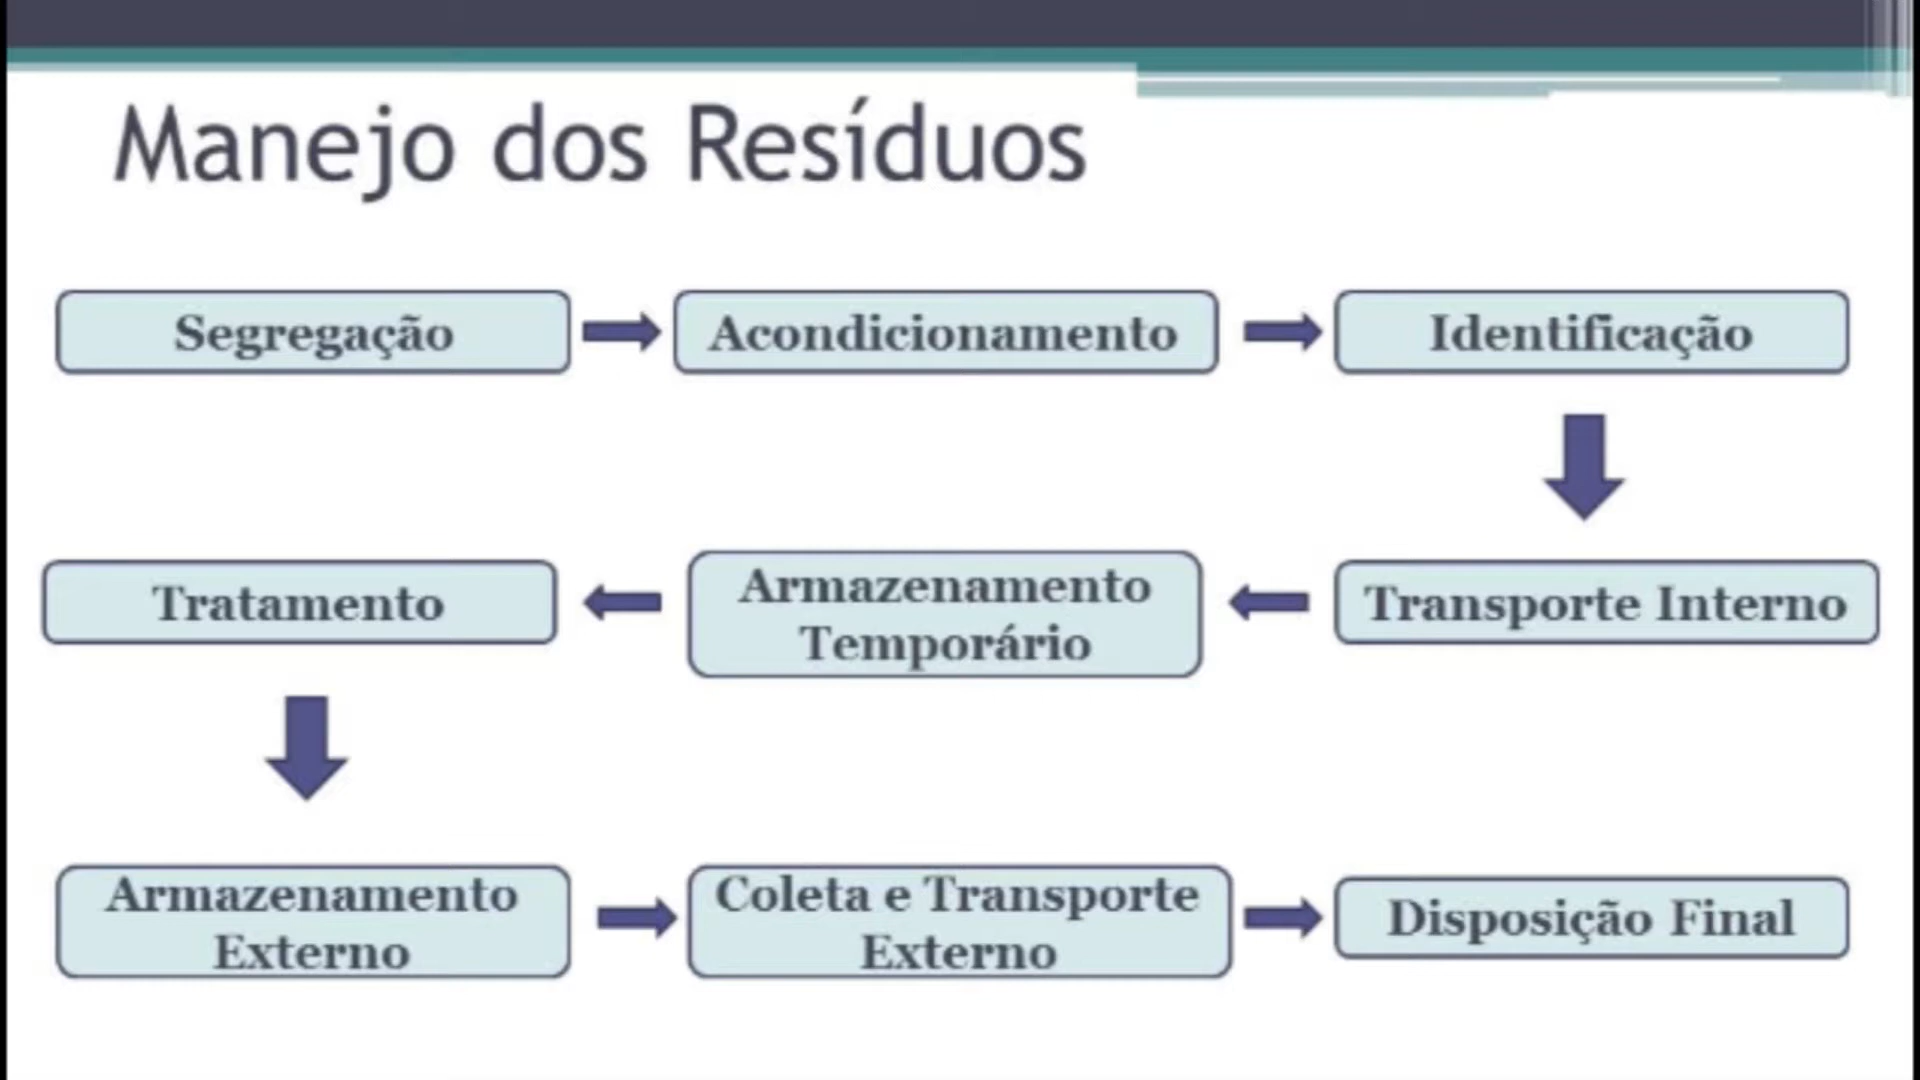 Manejo dos Resíduos
Segregação
Acondicionamento
Identificação
Transporte Interno
Armazenamento
Temporário
Tratamento
Armazenamento
Externo
Coleta e Transporte
Externo
Disposição Final